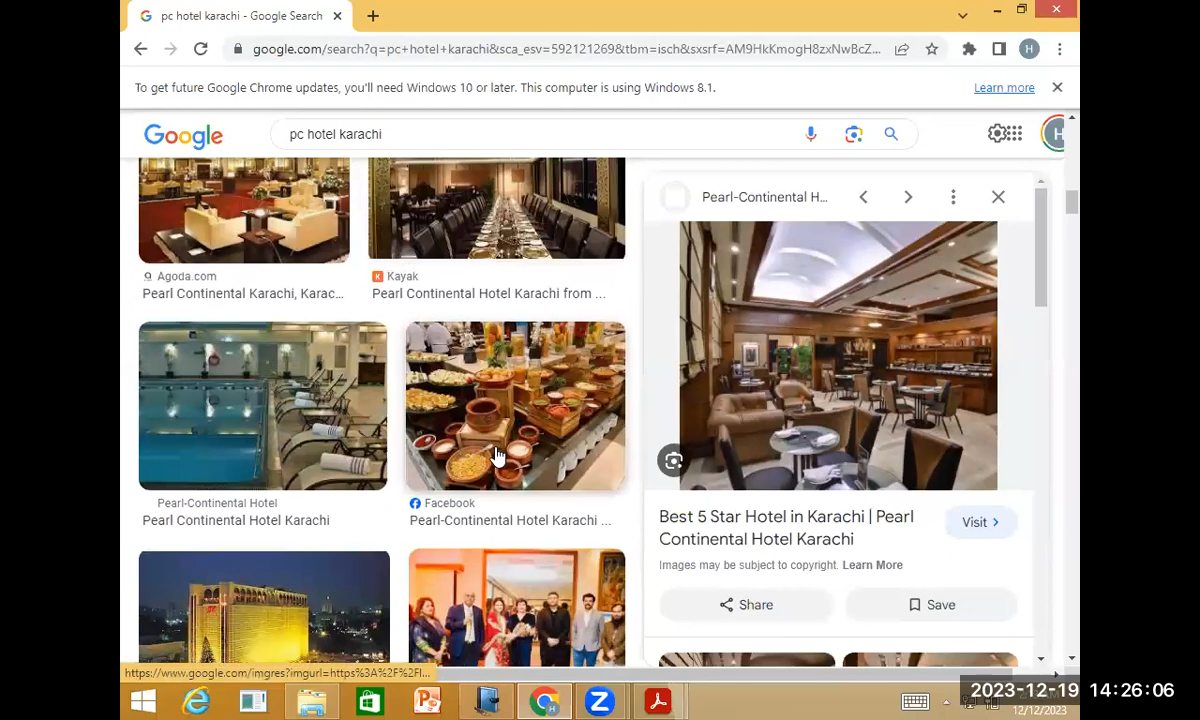 pc hotel karachi - Google Search
google.com/search?q=pc+hotel+karachi&sca_esv=592121269&tbm=isch&sxsrf=AM9HkKmogH8zxNwBcZ...
H
To get future Google Chrome updates, you'll need Windows 10 or later. This computer is using Windows 8.1.
Learn more
Google
pc hotel karachi
H
Agoda.com
Pearl Continental Karachi, Karac...
Kayak
Pearl Continental Hotel Karachi from ...
Pearl-Continental H...
Pearl-Continental Hotel
Pearl Continental Hotel Karachi
Facebook
Pearl-Continental Hotel Karachi ...
Best 5 Star Hotel in Karachi | Pearl
Continental Hotel Karachi
Visit
Images may be subject to copyright. Learn More
Share
Save
https://www.google.com/imgres?imgurl=https%3A%2F%2Fl...
2023-12-19 14:26:06
12/12/2023